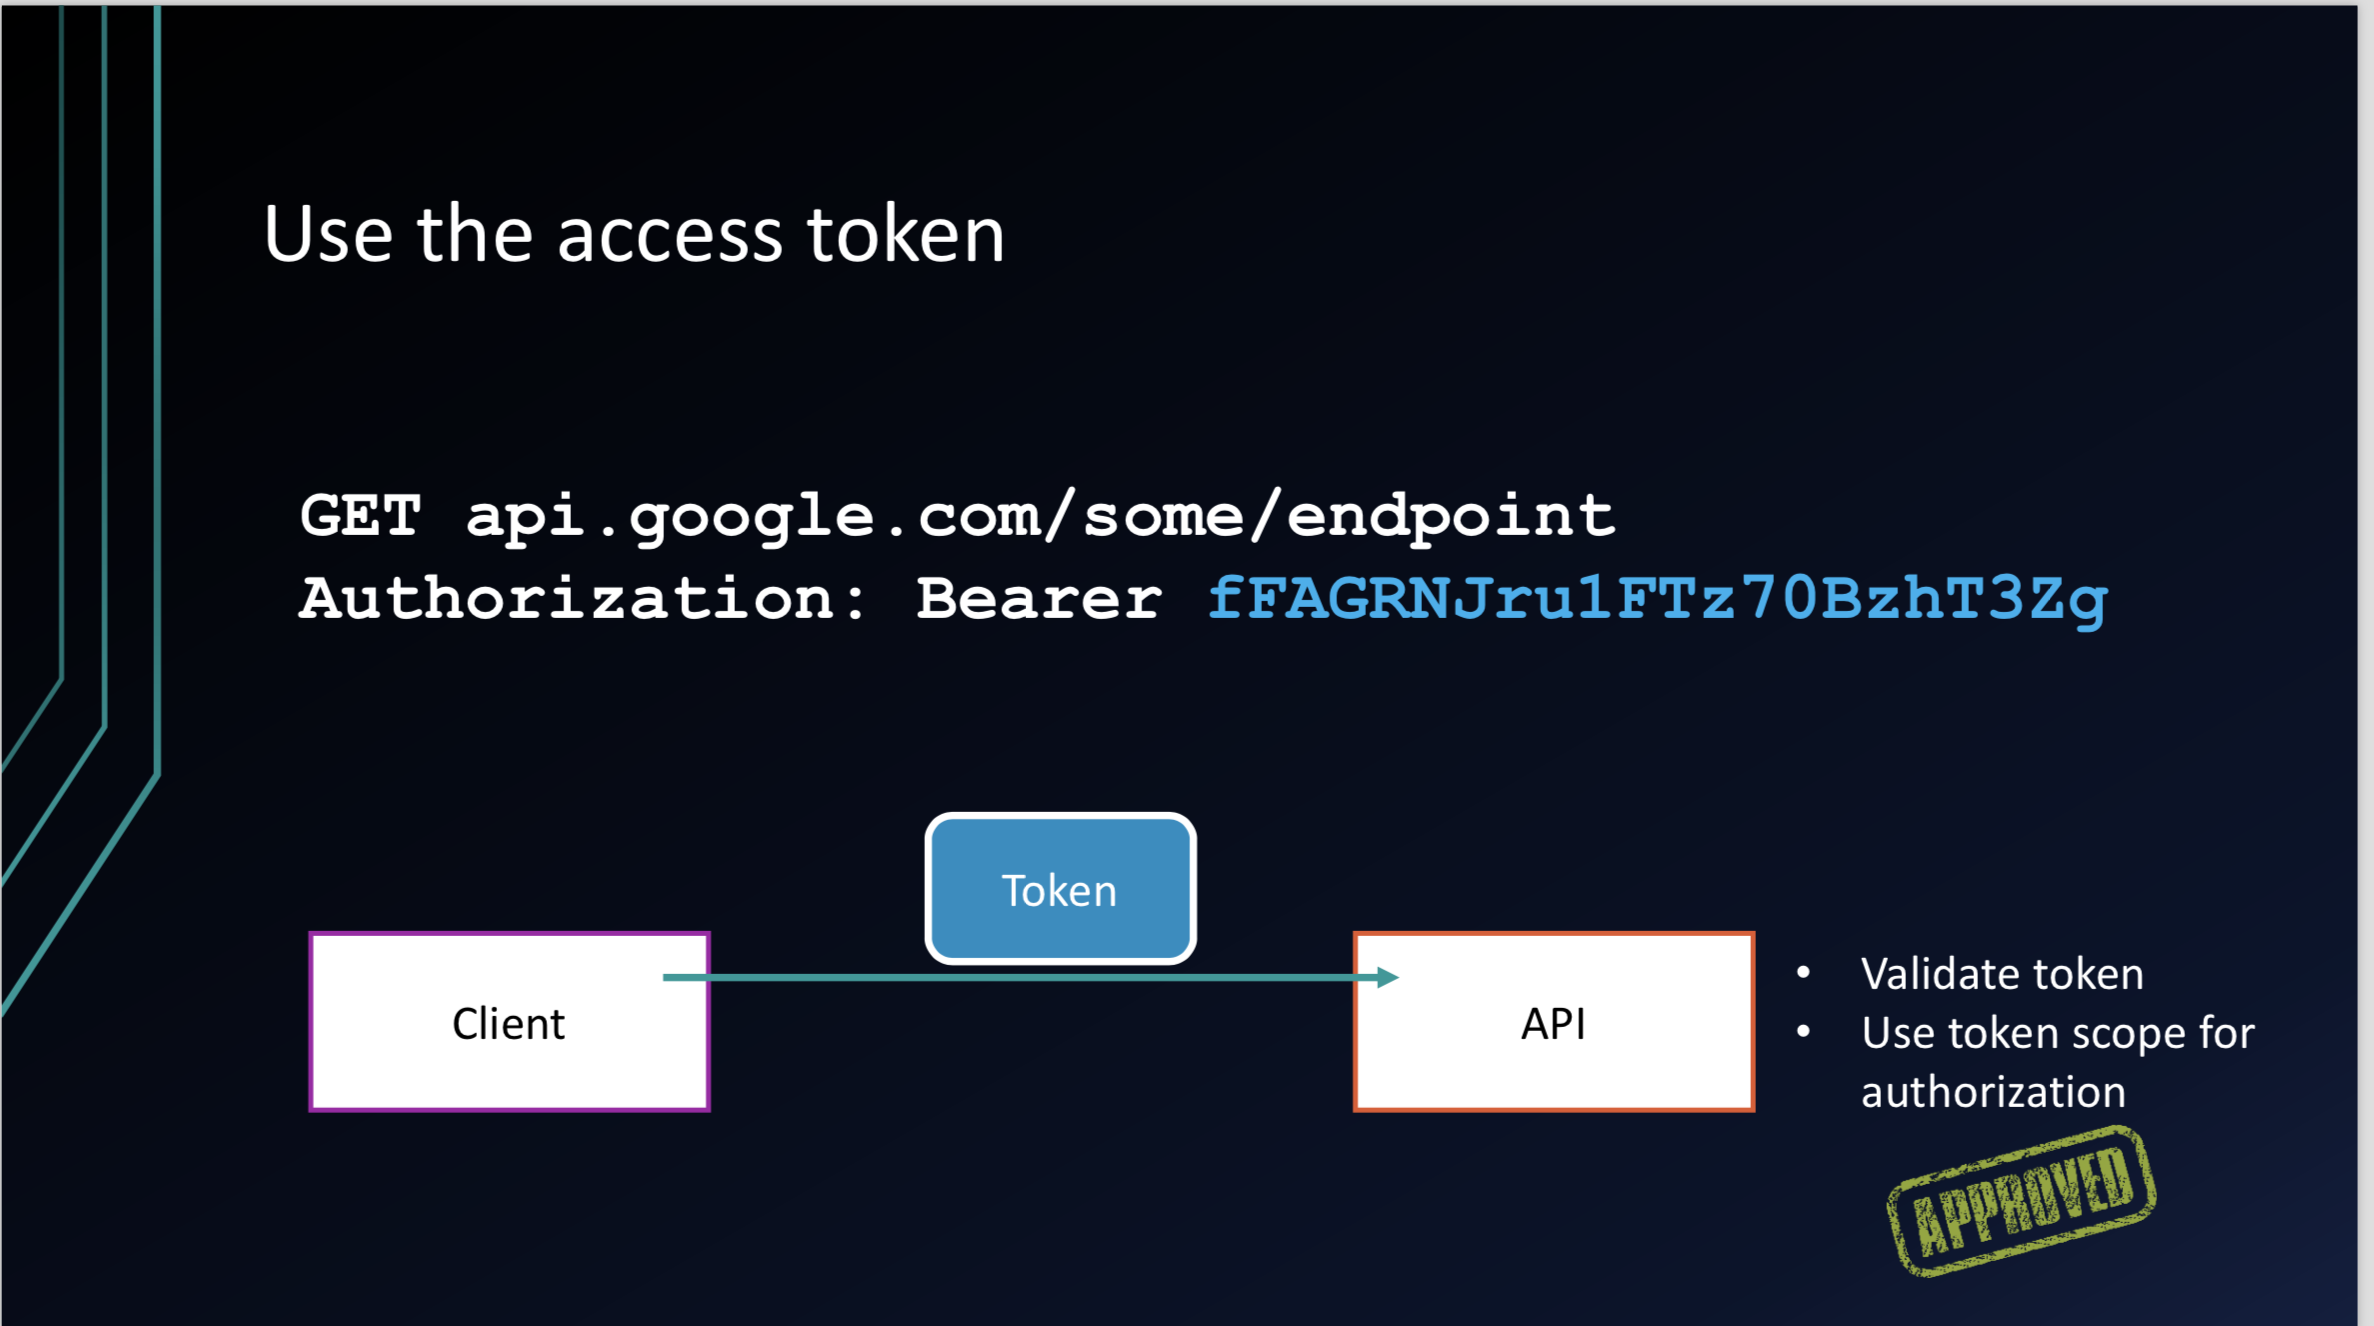 Use the access token
GET api.google.com/some/endpoint
Authorization: Bearer fFAGRNJru1FTz70BzhT3Zg
Token
Client
API
• Validate token
• Use token scope for
authorization
APPROVED